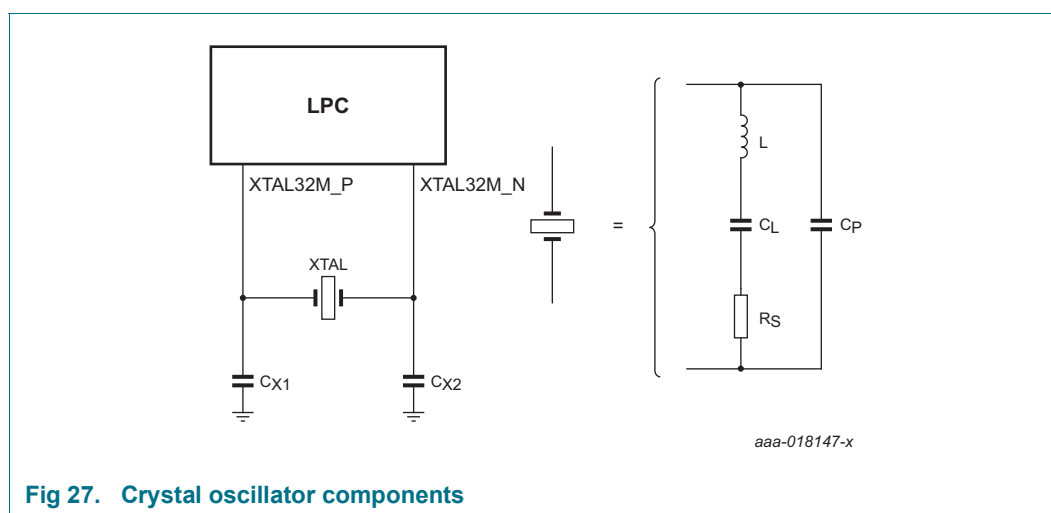 LPC
XTAL32M_P
XTAL32M_N
XTAL
CX1
CX2
=
L
CL
CP
RS
aaa-018147-x
Fig 27. Crystal oscillator components